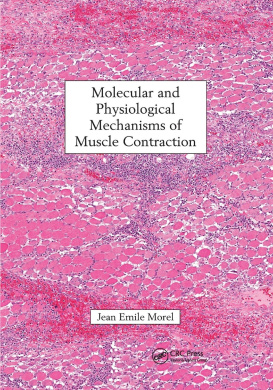 Molecular and
Physiological
Mechanisms of
Muscle Contraction
Jean Emile Morel
CRC Press